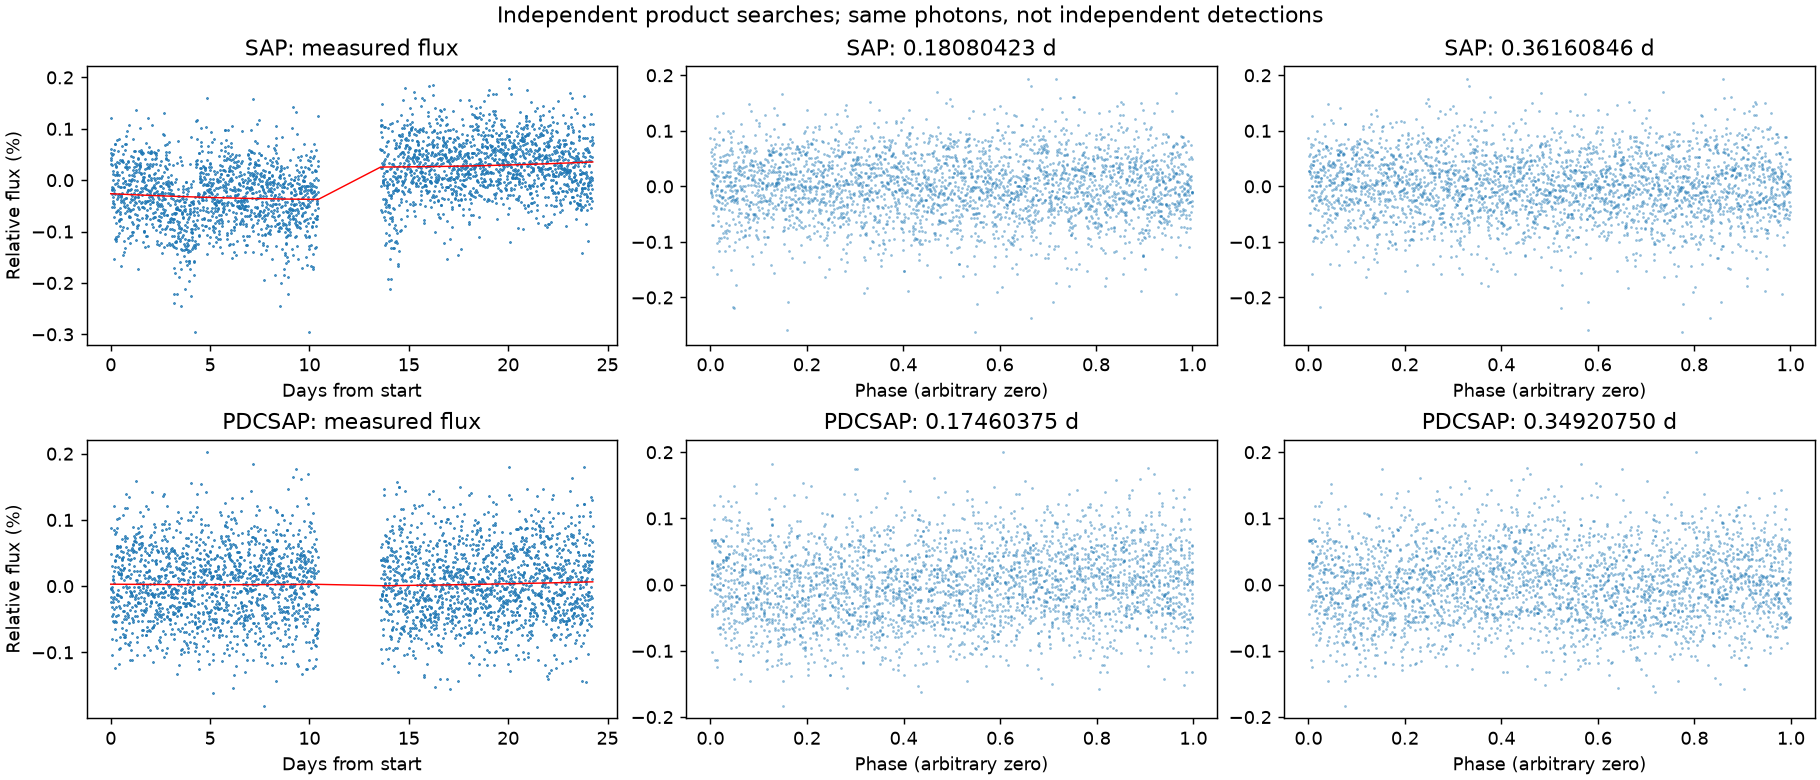 Independent product searches; same photons, not independent detections
SAP: measured flux
SAP: 0.18080423 d
SAP: 0.36160846 d
Relative flux (%)
0.2
0.1
0.0
−0.1
−0.2
−0.3
0 5 10 15 20 25
Days from start
0.2
0.1
0.0
−0.1
−0.2
0.0 0.2 0.4 0.6 0.8 1.0
Phase (arbitrary zero)
0.2
0.1
0.0
−0.1
−0.2
0.0 0.2 0.4 0.6 0.8 1.0
Phase (arbitrary zero)
PDCSAP: measured flux
PDCSAP: 0.17460375 d
PDCSAP: 0.34920750 d
Relative flux (%)
0.2
0.1
0.0
−0.1
0 5 10 15 20 25
Days from start
0.2
0.1
0.0
−0.1
−0.2
0.0 0.2 0.4 0.6 0.8 1.0
Phase (arbitrary zero)
0.2
0.1
0.0
−0.1
−0.2
0.0 0.2 0.4 0.6 0.8 1.0
Phase (arbitrary zero)